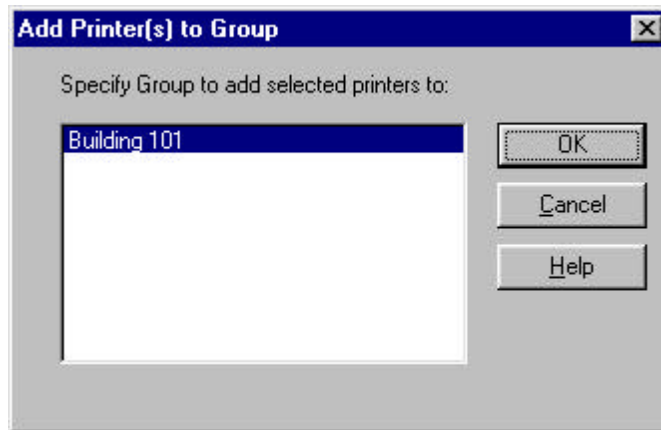 Add Printer(s) to Group
Specify Group to add selected printers to:
Building 101
OK
Cancel
Help